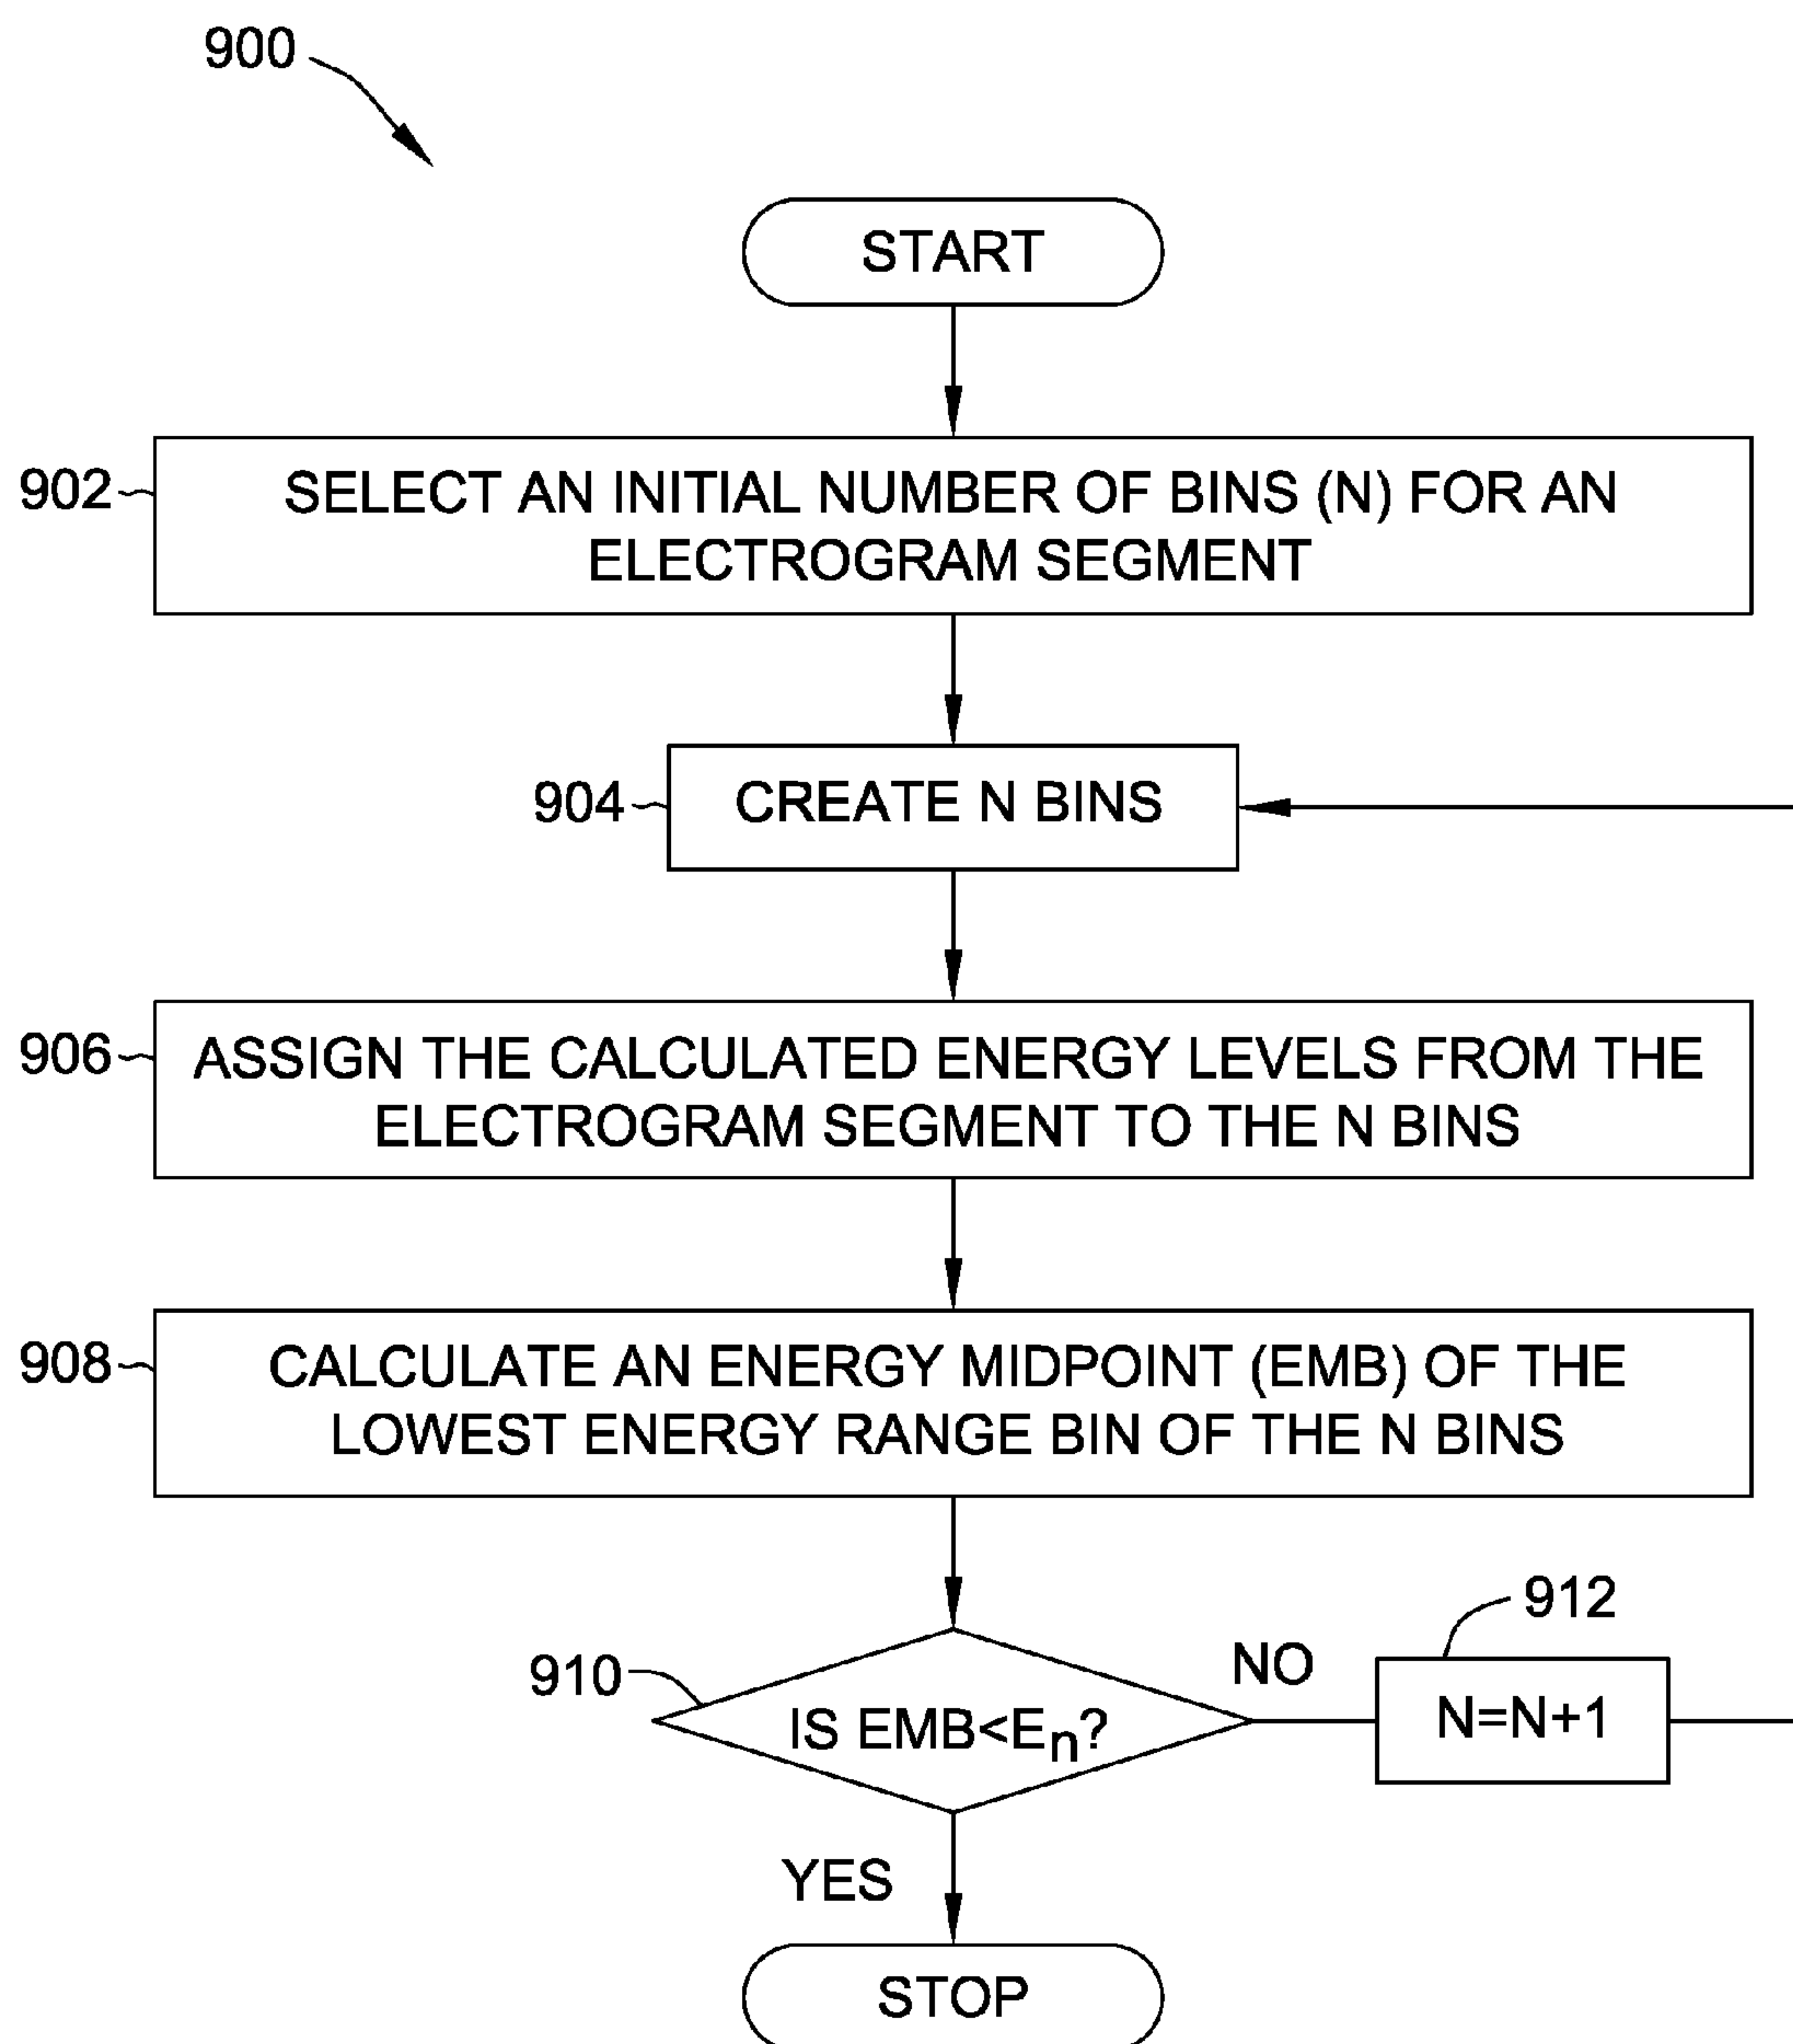 900
START
902
SELECT AN INITIAL NUMBER OF BINS (N) FOR AN
ELECTROGRAM SEGMENT
904
CREATE N BINS
906
ASSIGN THE CALCULATED ENERGY LEVELS FROM THE
ELECTROGRAM SEGMENT TO THE N BINS
908
CALCULATE AN ENERGY MIDPOINT (EMB) OF THE
LOWEST ENERGY RANGE BIN OF THE N BINS
910
IS EMB<En?
NO
912
N=N+1
YES
STOP